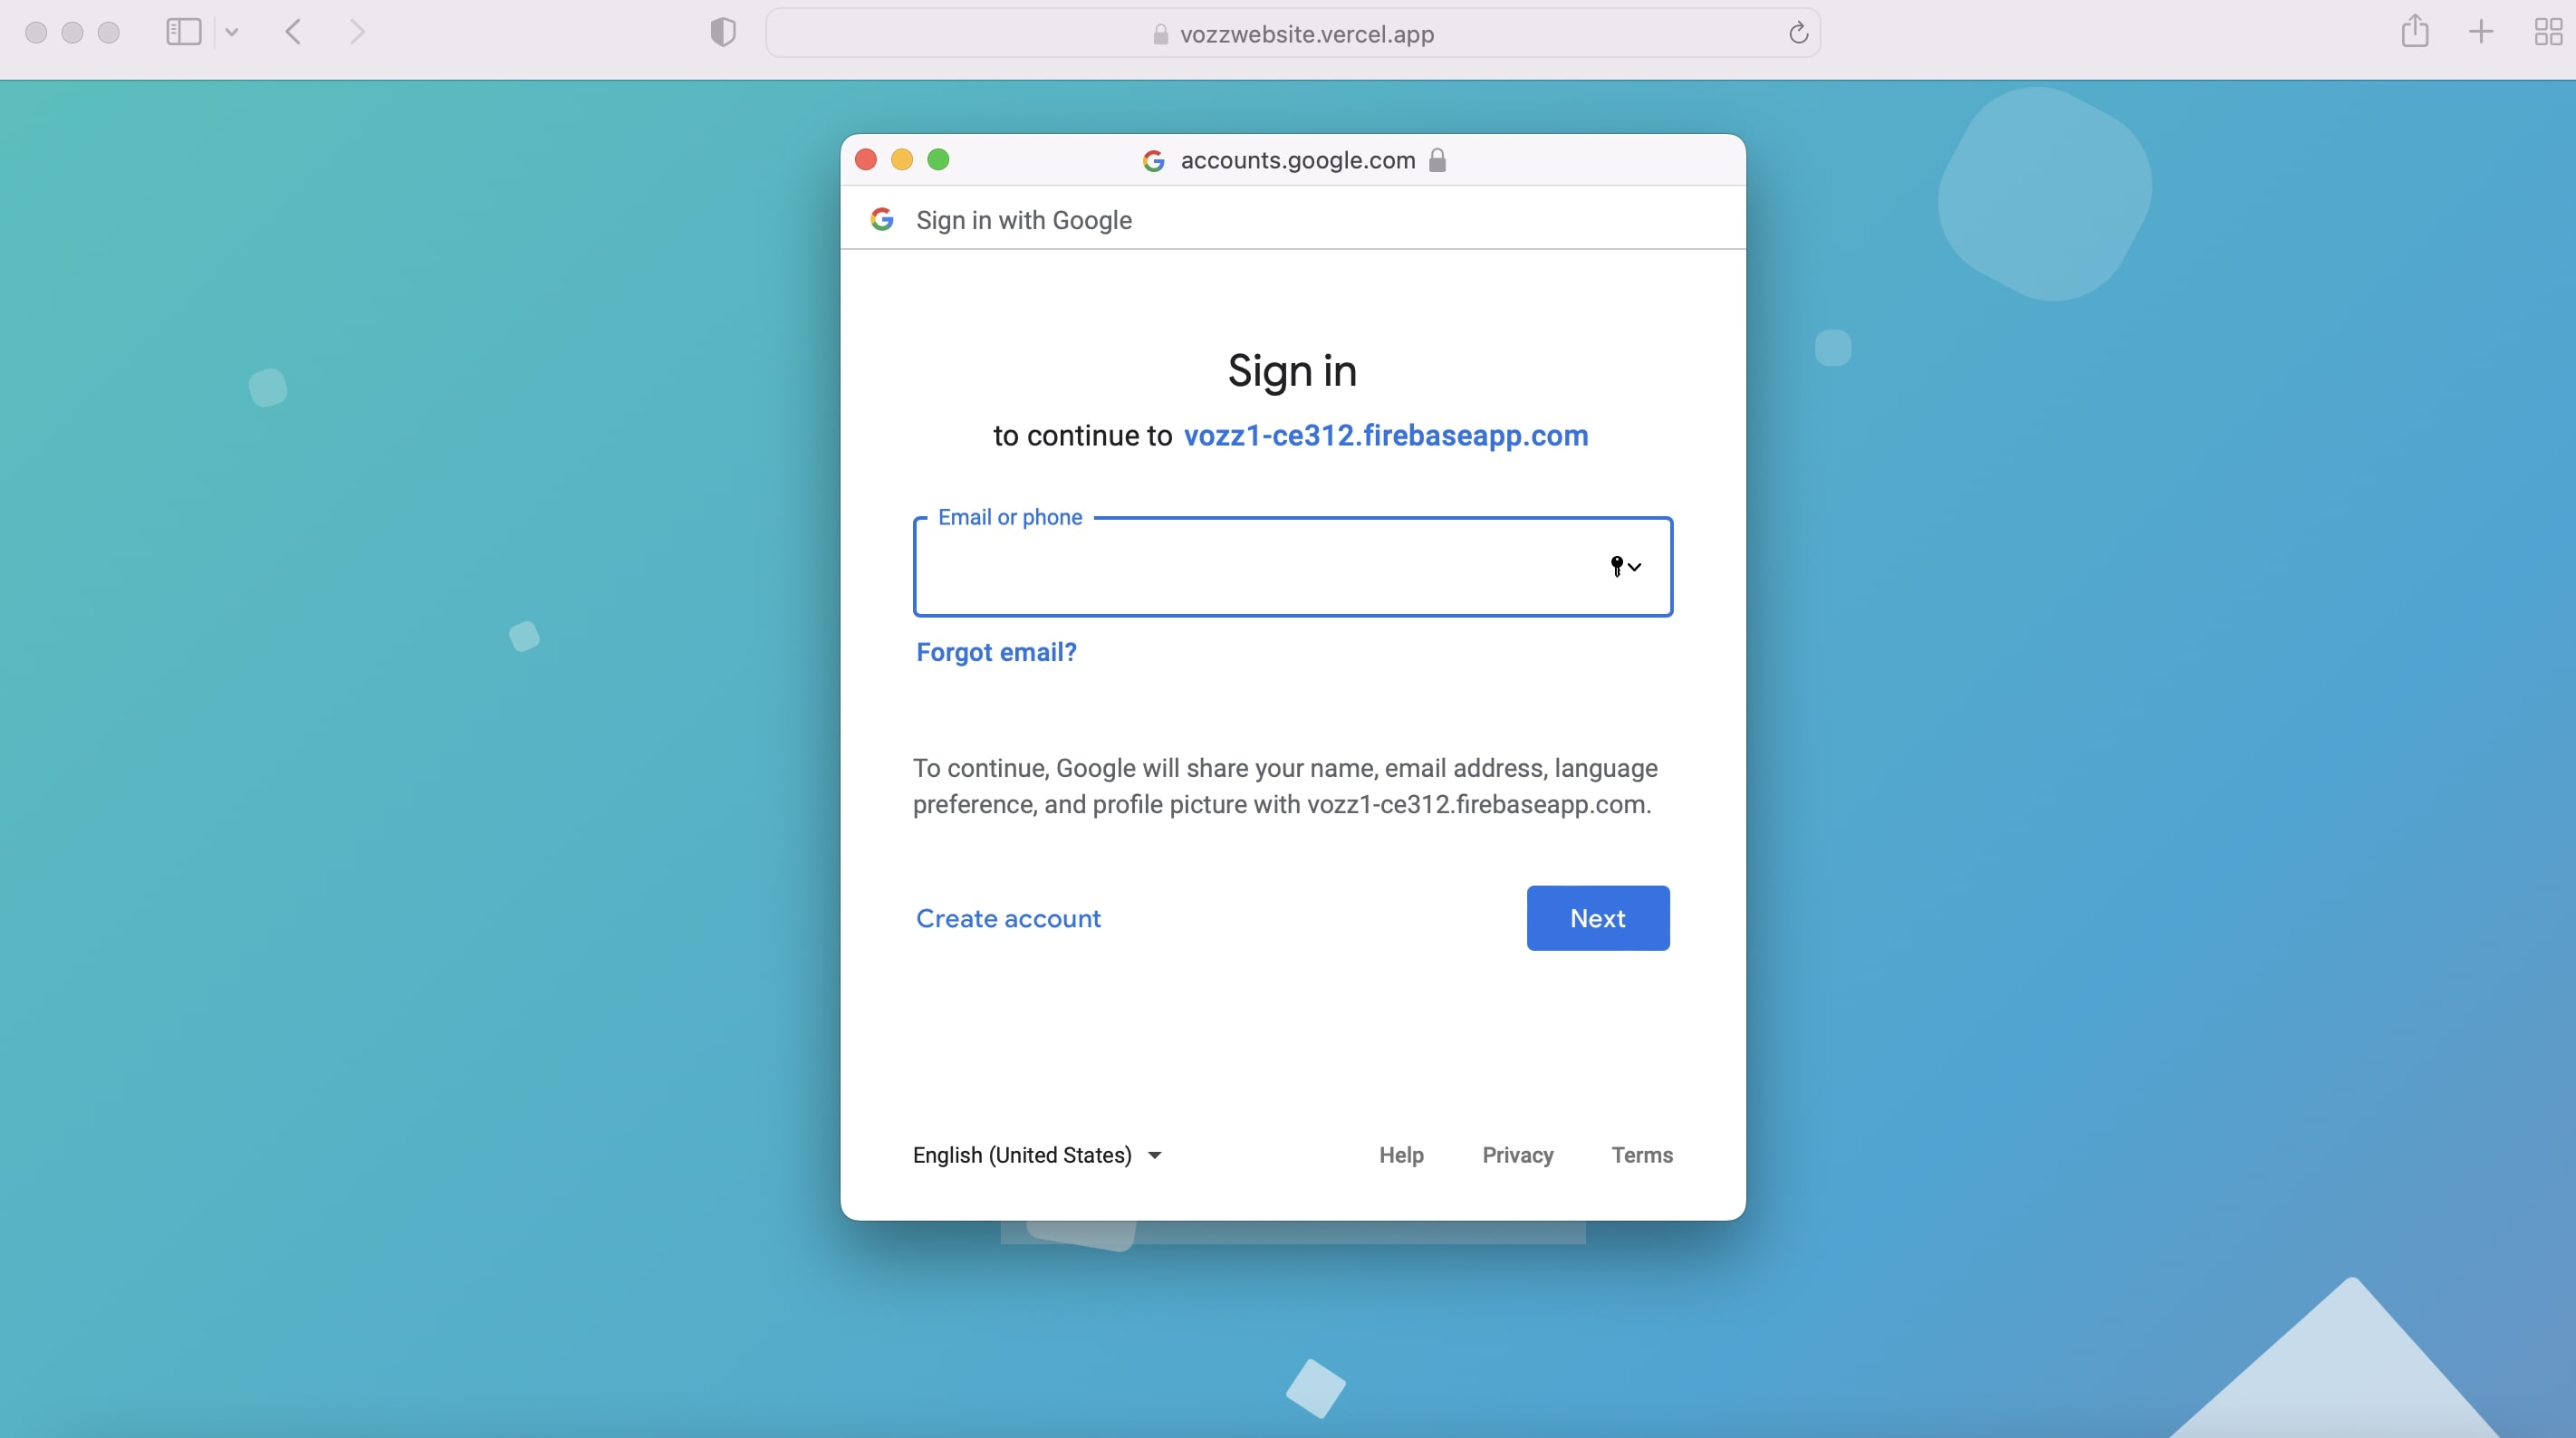 vozzwebsite.vercel.app
accounts.google.com
Sign in with Google
Sign in
to continue to vozz1-ce312.firebaseapp.com
Email or phone
Forgot email?
To continue, Google will share your name, email address, language
preference, and profile picture with vozz1-ce312.firebaseapp.com.
Create account
Next
English (United States)
Help Privacy Terms